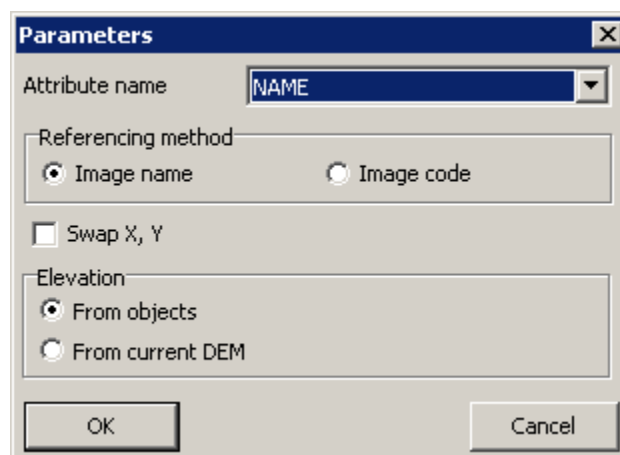 Parameters
Attribute name NAME
Referencing method
Image name Image code
Swap X, Y
Elevation
From objects
From current DEM
OK Cancel